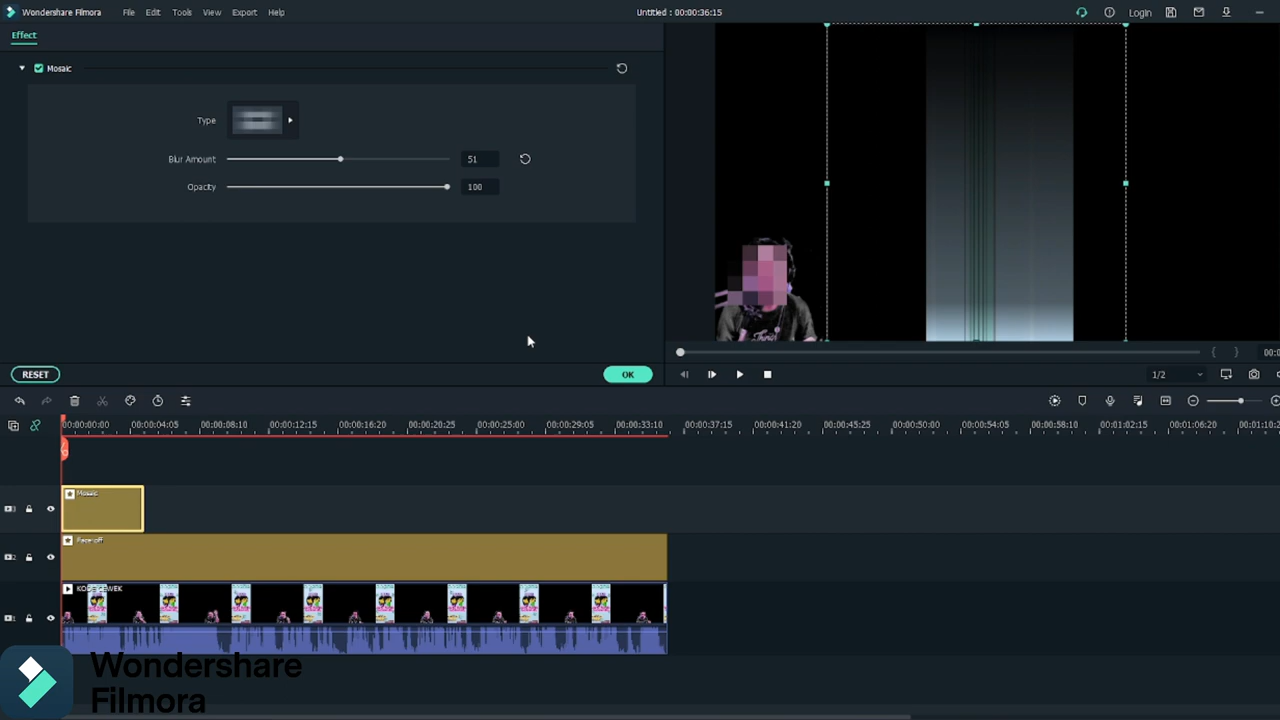 Wondershare Filmora
File Edit Tools View Export Help
Untitled : 00:00:36:15
Login
Effect
Mosaic
Type
Blur Amount 51
Opacity 100
RESET
OK
1/2
00:0
00:00:00:00 00:00:04:05 00:00:08:10 00:00:12:15 00:00:16:20 00:00:20:25 00:00:25:00 00:00:29:05 00:00:33:10 00:00:37:15 00:00:41:20 00:00:45:25 00:00:50:00 00:00:54:05 00:00:58:10 00:01:02:15 00:01:06:20 00:01:10:2
Mosaic
3
Face-off
2
1
Wondershare
Filmora